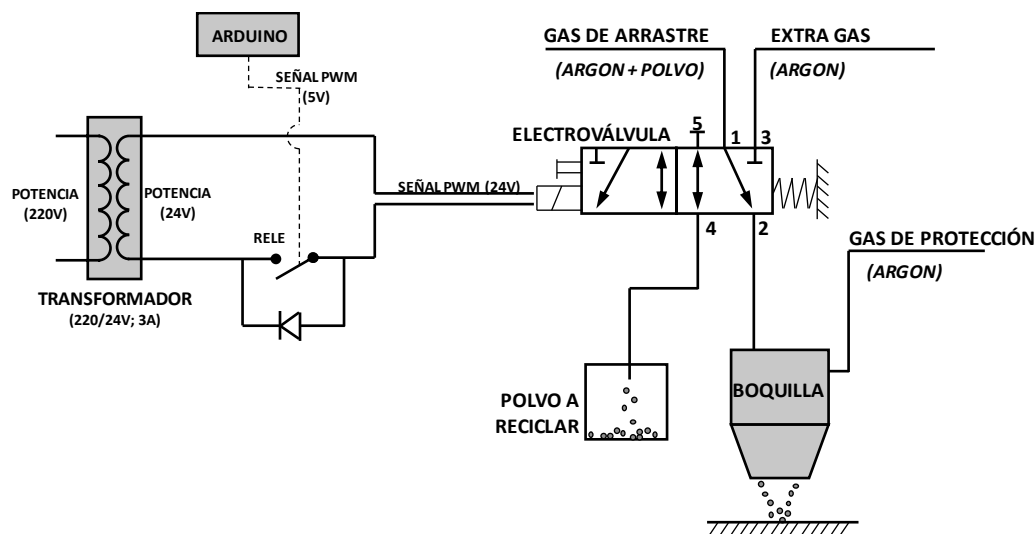 ARDUINO
SEÑAL PWM
(5V)
GAS DE ARRASTRE
(ARGON + POLVO)
EXTRA GAS
(ARGON)
ELECTROVÁLVULA
5
1
3
POTENCIA
(220V)
POTENCIA
(24V)
SEÑAL PWM (24V)
RELE
4
2
GAS DE PROTECCIÓN
(ARGON)
TRANSFORMADOR
(220/24V; 3A)
POLVO A
RECICLAR
BOQUILLA